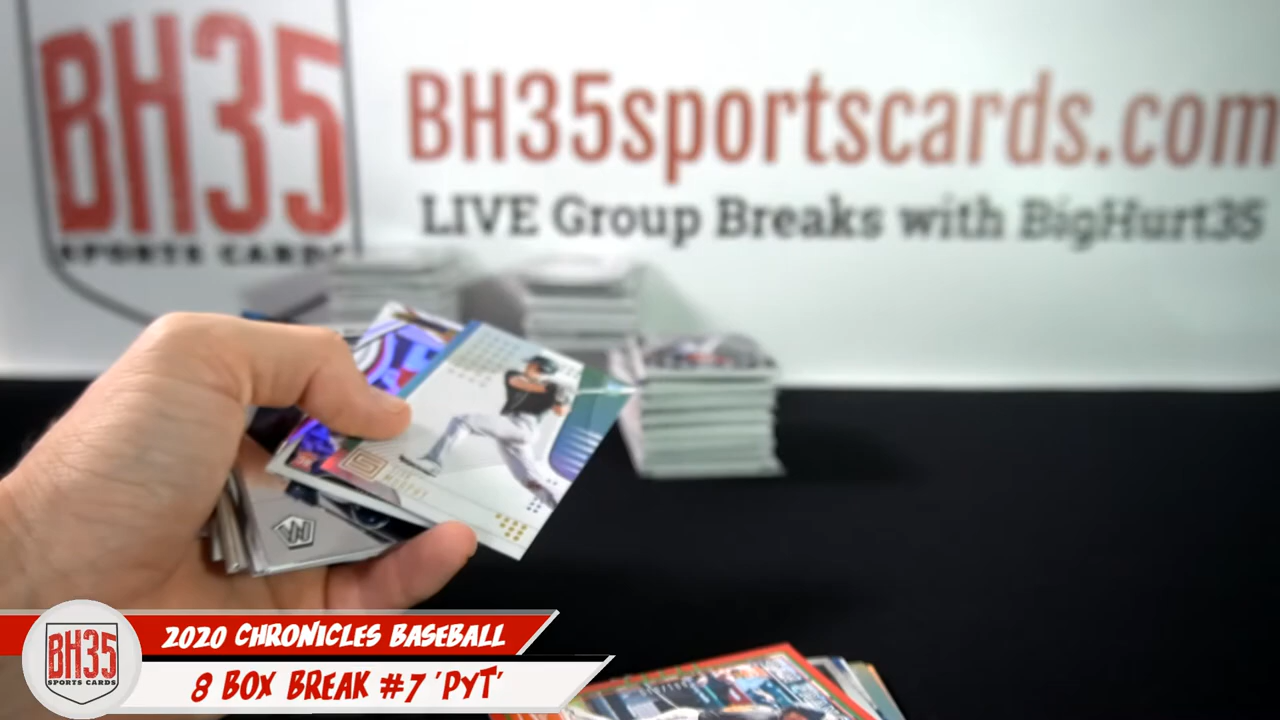 BH35
SPORTS CARDS
BH35sportscards.com
LIVE Group Breaks with BigHurt35
BH35
SPORTS CARDS
2020 CHRONICLES BASEBALL
8 BOX BREAK #7 'PYT'